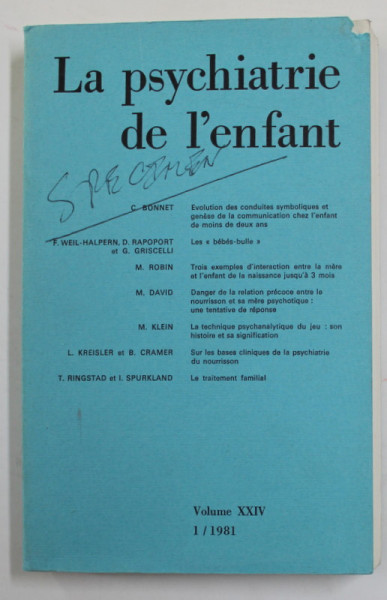 La psychiatrie
de l'enfant
SPECIMEN
C. BONNET Evolution des conduites symboliques et
genèse de la communication chez l'enfant
de moins de deux ans
F. WEIL-HALPERN, D. RAPOPORT Les « bébés-bulle »
et G. GRISCELLI
M. ROBIN Trois exemples d'interaction entre la mère
et l'enfant de la naissance jusqu'à 3 mois
M. DAVID Danger de la relation précoce entre le
nourrisson et sa mère psychotique :
une tentative de réponse
M. KLEIN La technique psychanalytique du jeu : son
histoire et sa signification
L. KREISLER et B. CRAMER Sur les bases cliniques de la psychiatrie
du nourrisson
T. RINGSTAD et I. SPURKLAND Le traitement familial
Volume XXIV
1 / 1981